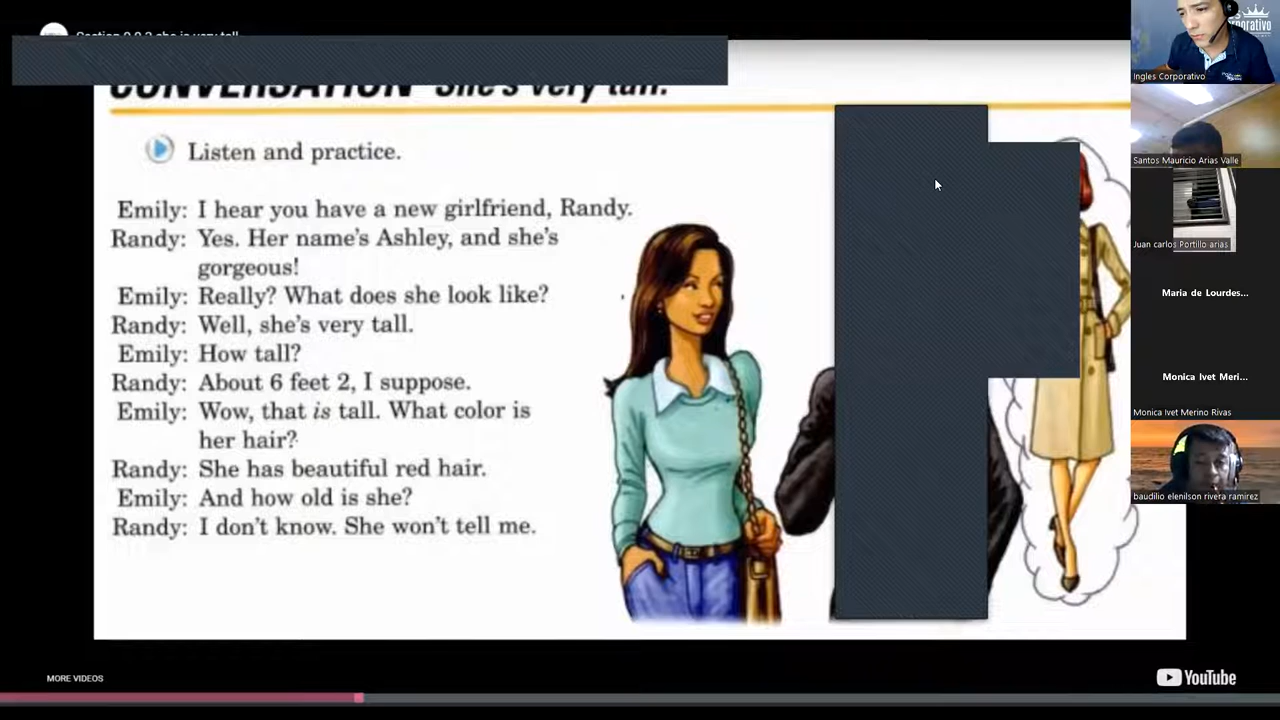 CONVERSATION She's very tall.
Listen and practice.
Emily: I hear you have a new girlfriend, Randy.
Randy: Yes. Her name's Ashley, and she's
gorgeous!
Emily: Really? What does she look like?
Randy: Well, she's very tall.
Emily: How tall?
Randy: About 6 feet 2, I suppose.
Emily: Wow, that is tall. What color is
her hair?
Randy: She has beautiful red hair.
Emily: And how old is she?
Randy: I don't know. She won't tell me.
MORE VIDEOS
YouTube
Ingles Corporativo
Santos Mauricio Arias Valle
Juan carlos Portillo arias
Maria de Lourdes...
Monica Ivet Meri...
Monica Ivet Merino Rivas
baudilio elenilson rivera ramirez